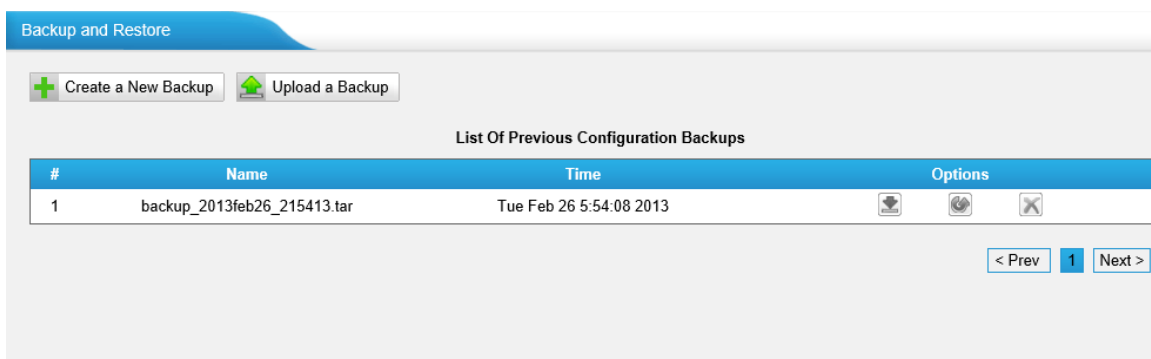 Backup and Restore
Create a New Backup Upload a Backup
List Of Previous Configuration Backups
# Name Time Options
1 backup_2013feb26_215413.tar Tue Feb 26 5:54:08 2013
< Prev 1 Next >